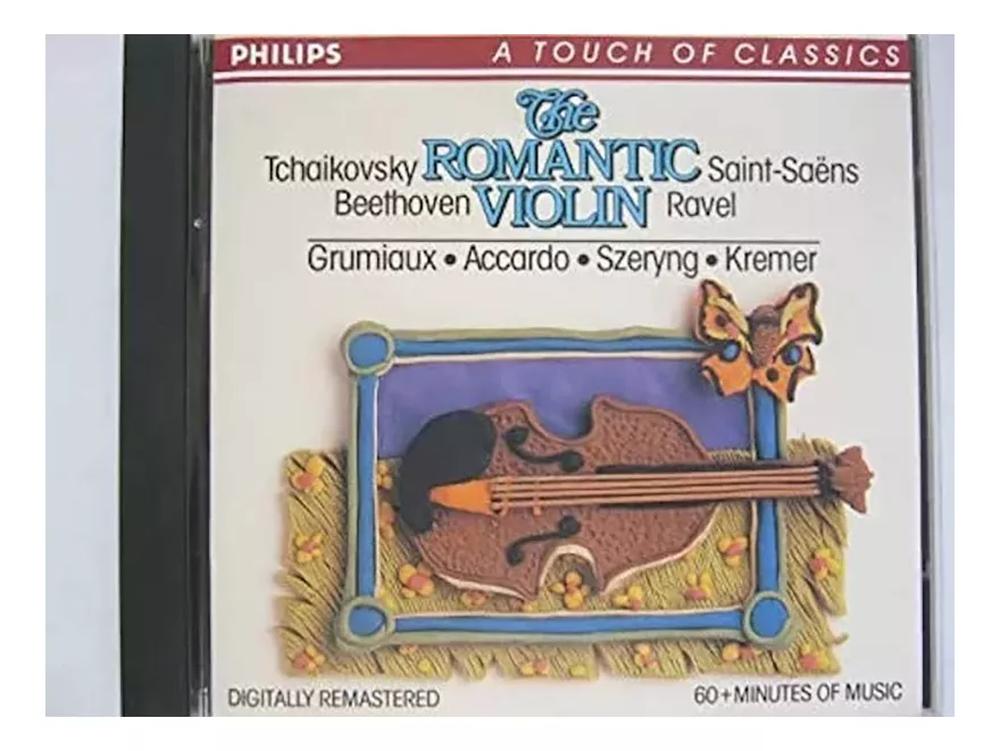 PHILIPS A TOUCH OF CLASSICS
The
Tchaikovsky ROMANTIC Saint-Saëns
Beethoven VIOLIN Ravel
Grumiaux • Accardo • Szeryng • Kremer
DIGITALLY REMASTERED 60+MINUTES OF MUSIC